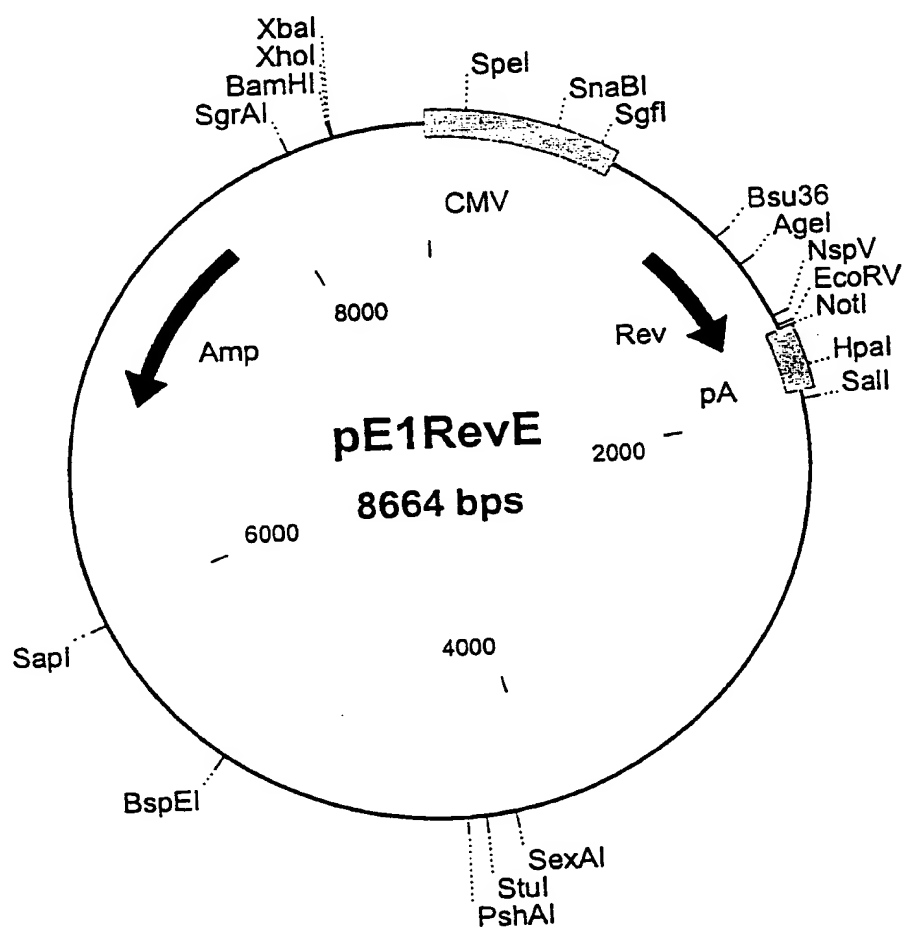 XbaI
XhoI
BamHI
SgrAI
SpeI
SnaBI
SgfI
CMV
Bsu36
AgeI
NspV
EcoRV
NotI
HpaI
SalI
8000
Amp
Rev
pA
pE1RevE
8664 bps
2000
6000
4000
SapI
BspEI
SexAI
StuI
PshAI